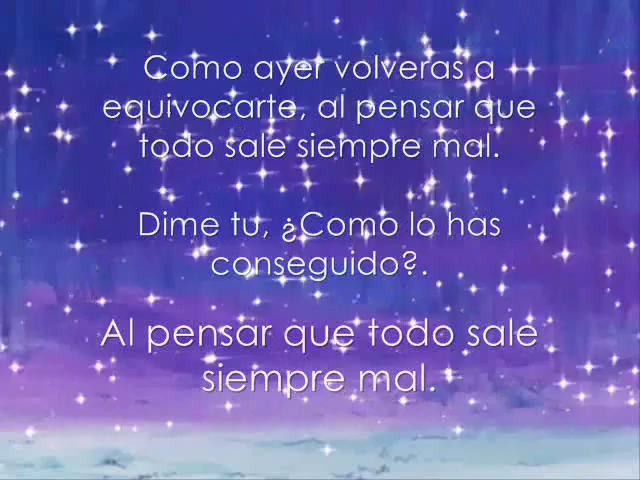 Como ayer volveras a
equivocarte, al pensar que
todo sale siempre mal.
Dime tu, ¿Como lo has
conseguido?.
Al pensar que todo sale
siempre mal.